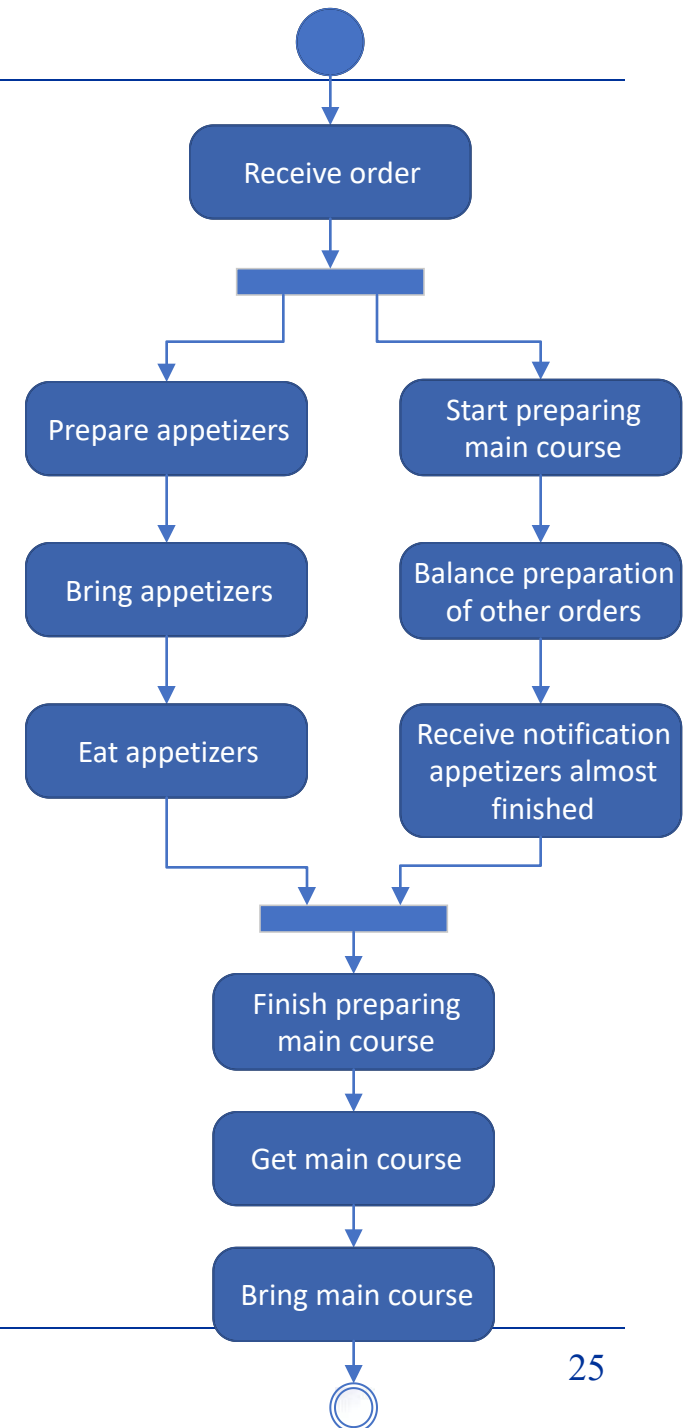 Receive order
Prepare appetizers
Start preparing
main course
Bring appetizers
Balance preparation
of other orders
Eat appetizers
Receive notification
appetizers almost
finished
Finish preparing
main course
Get main course
Bring main course
25